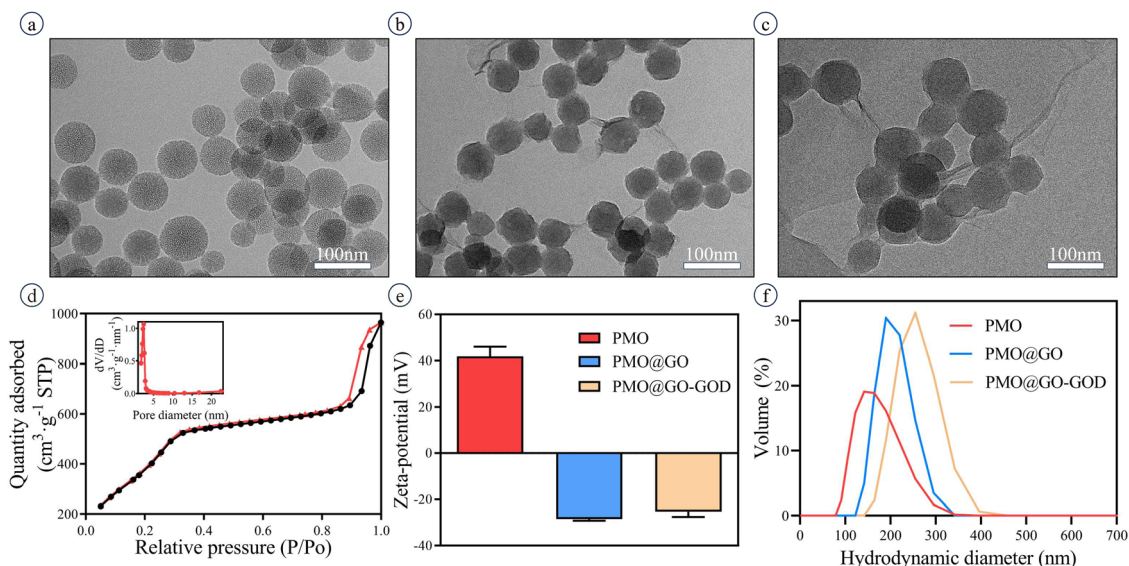 a
b
c
100nm
100nm
100nm
d
e
f
1000
800
600
400
200
Quantity adsorbed
(cm³·g⁻¹ STP)
0.0
0.2
0.4
0.6
0.8
1.0
Relative pressure (P/Po)
dV/dD
(cm³·g⁻¹·nm⁻¹)
1.0
0.5
0.0
5
10
15
20
Pore diameter (nm)
60
40
20
0
-20
-40
Zeta-potential (mV)
PMO
PMO@GO
PMO@GO-GOD
30
20
10
0
Volume (%)
PMO
PMO@GO
PMO@GO-GOD
0
100
200
300
400
500
600
700
Hydrodynamic diameter (nm)